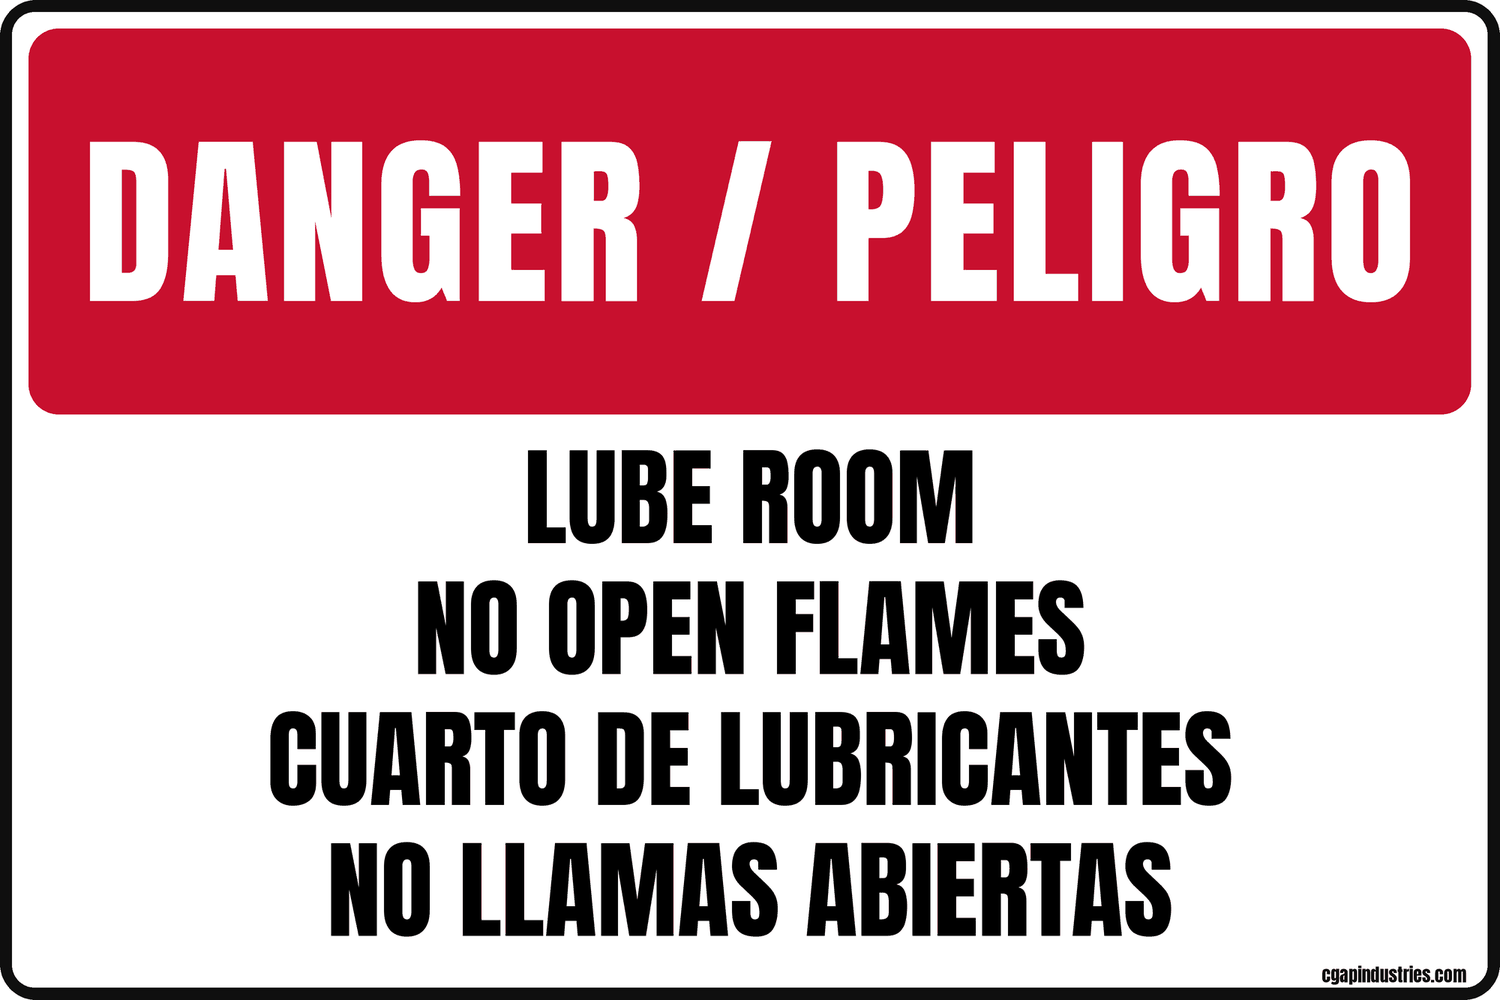 DANGER / PELIGRO
LUBE ROOM
NO OPEN FLAMES
CUARTO DE LUBRICANTES
NO LLAMAS ABIERTAS
cgapindustries.com